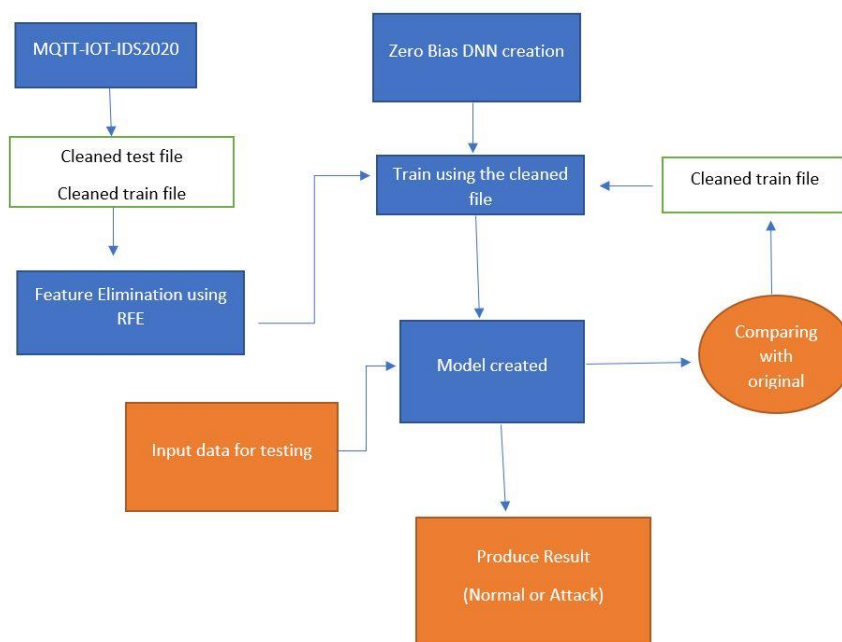 MQTT-IOT-IDS2020
Zero Bias DNN creation
Cleaned test file
Cleaned train file
Train using the cleaned
file
Cleaned train file
Feature Elimination using
RFE
Model created
Comparing
with
original
Input data for testing
Produce Result
(Normal or Attack)